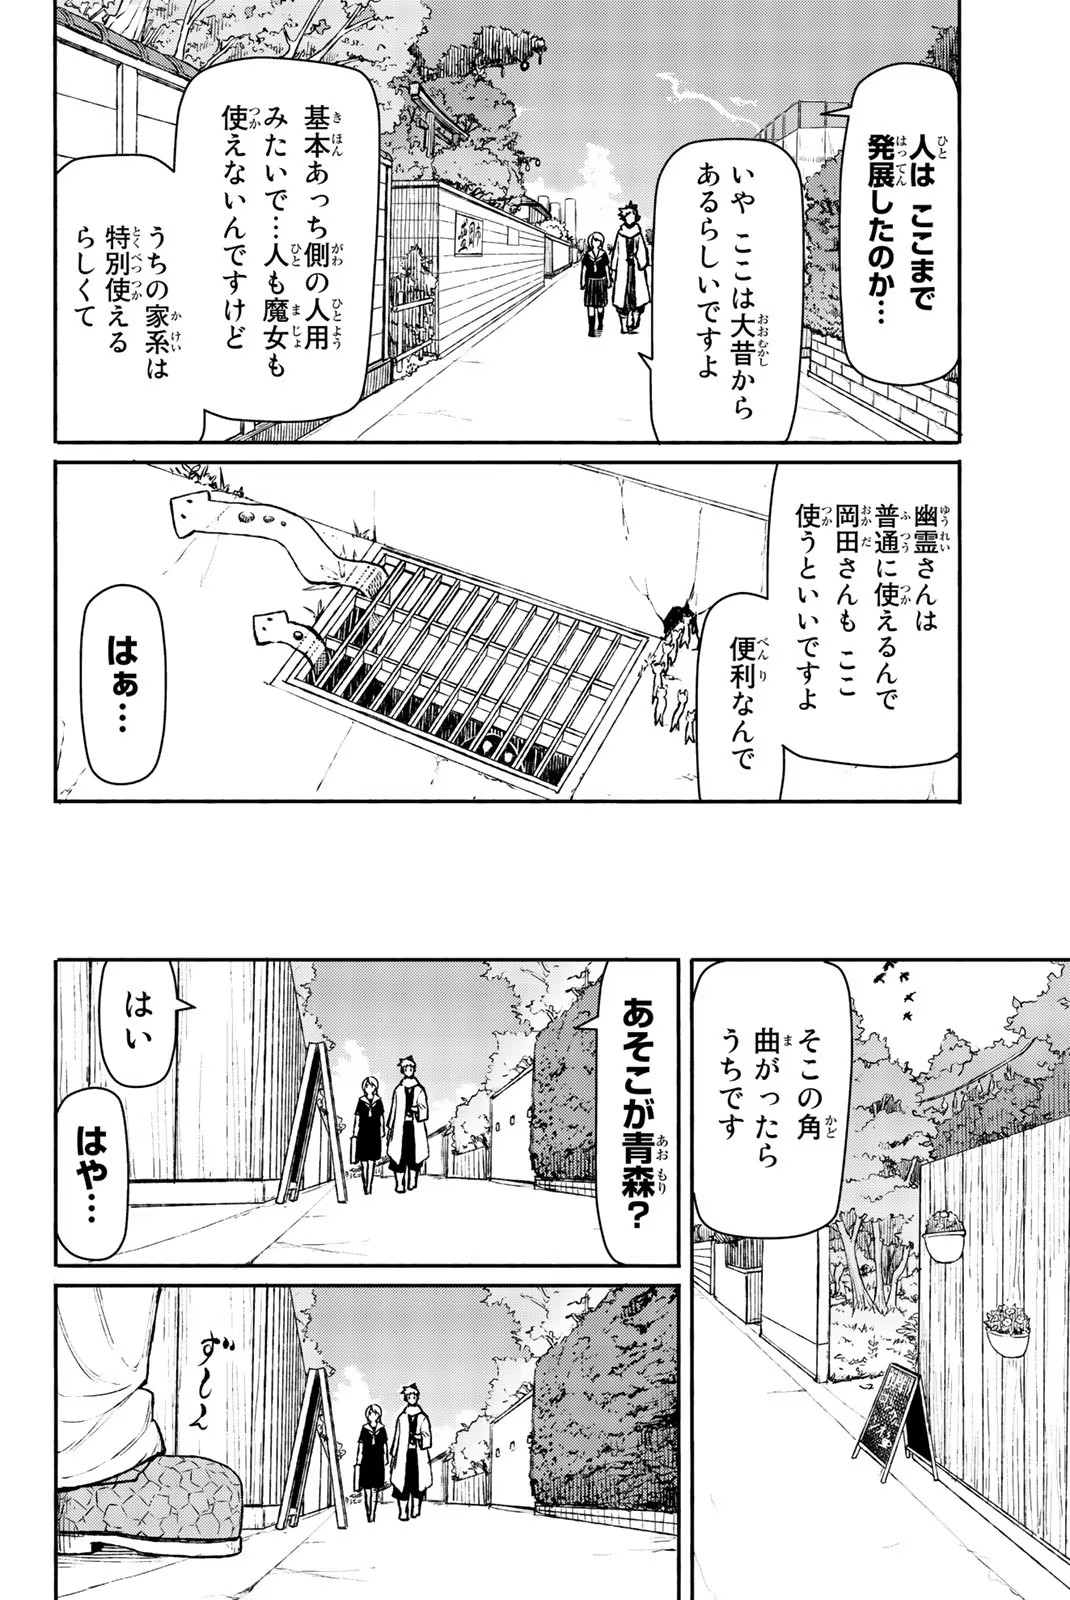 人は ここまで
発展したのか…
いや ここは大昔から
あるらしいですよ
基本あっち側の人用
みたいで…人も魔女も
使えないんですけど
うちの家系は
特別使える
らしくて
幽霊さんは
普通に使えるんで
岡田さんも ここ
使うといいですよ
便利なんで
はぁ…
そこの角
曲がったら
うちです
あそこが青森?
はい
はや…
ずしん